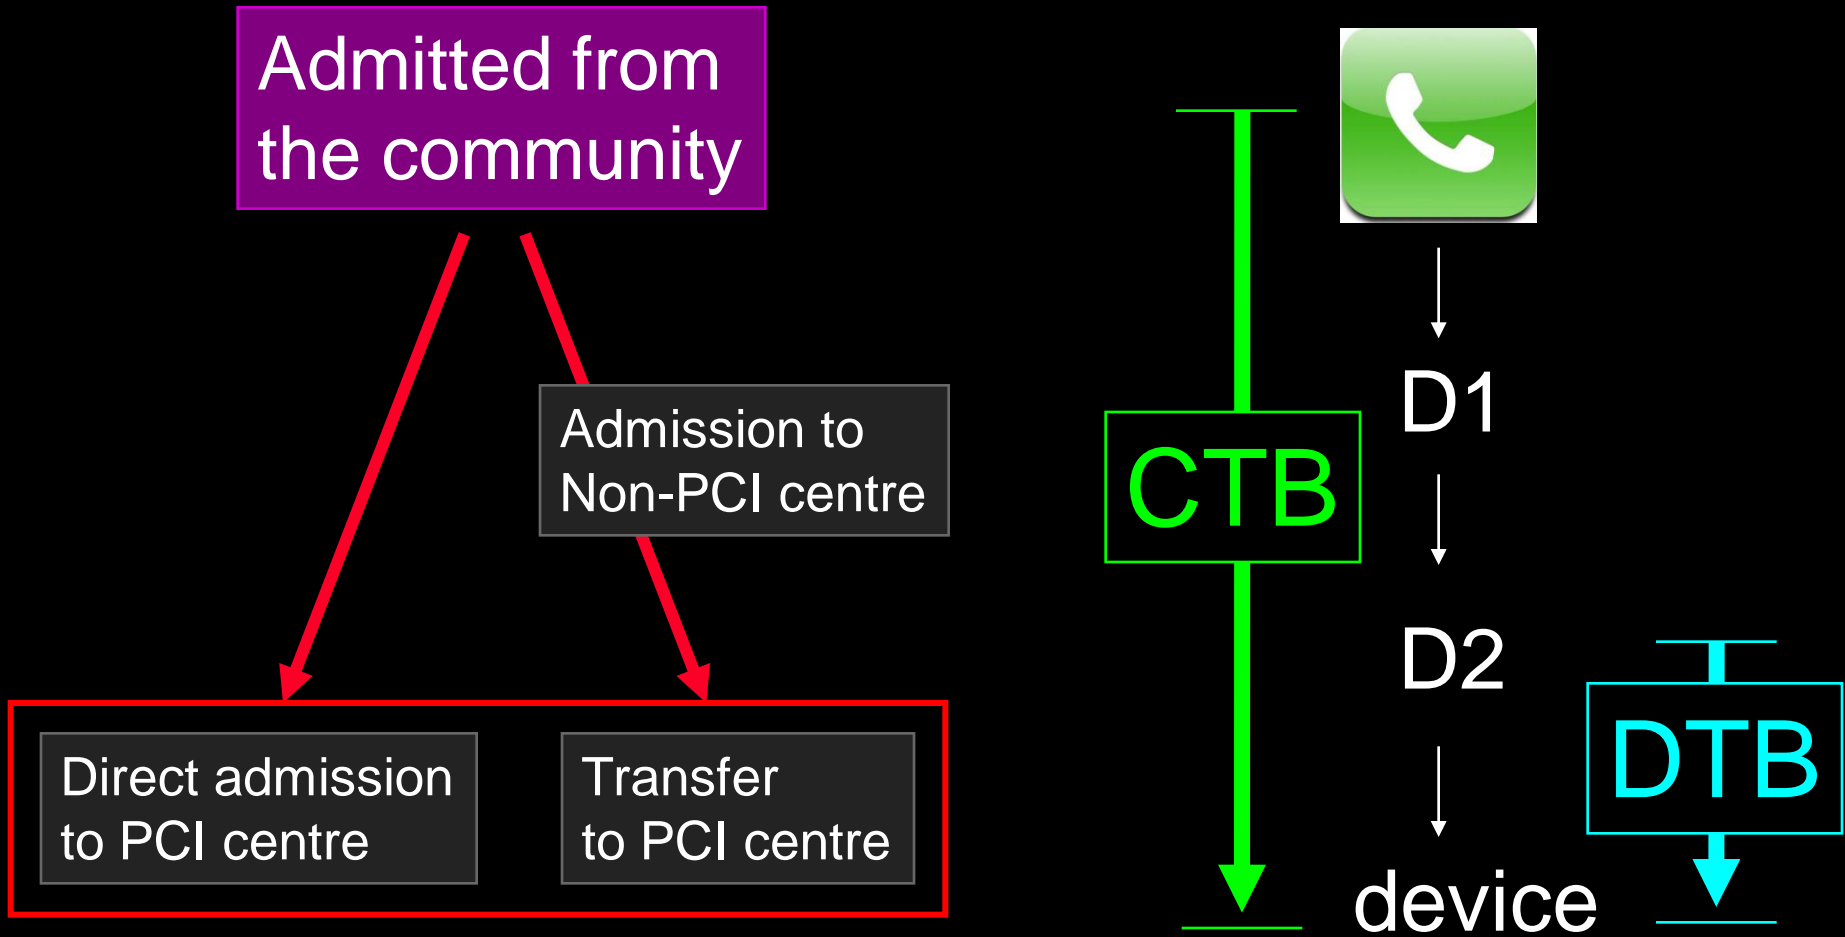 Admitted from
the community
Admission to
Non-PCI centre
Direct admission
to PCI centre
Transfer
to PCI centre
CTB
D1
D2
device
DTB